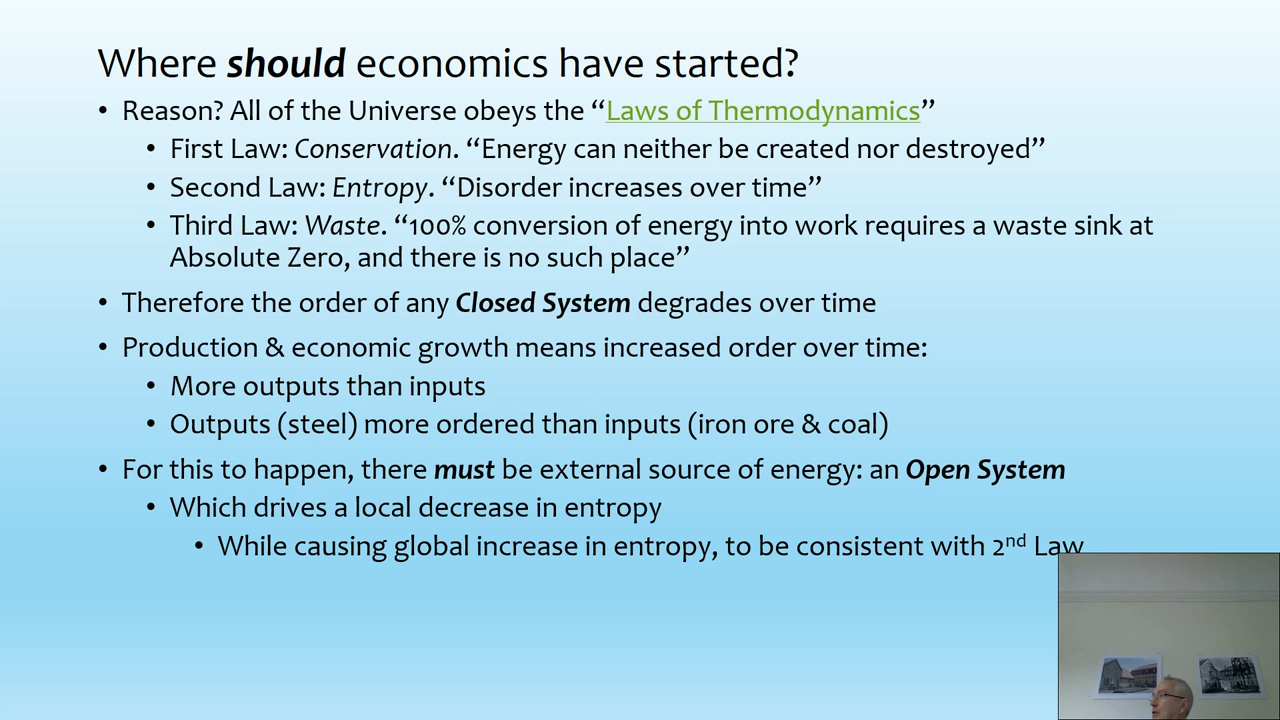 Where should economics have started?
• Reason? All of the Universe obeys the “Laws of Thermodynamics”
• First Law: Conservation. “Energy can neither be created nor destroyed”
• Second Law: Entropy. “Disorder increases over time”
• Third Law: Waste. “100% conversion of energy into work requires a waste sink at
Absolute Zero, and there is no such place”
• Therefore the order of any Closed System degrades over time
• Production & economic growth means increased order over time:
• More outputs than inputs
• Outputs (steel) more ordered than inputs (iron ore & coal)
• For this to happen, there must be external source of energy: an Open System
• Which drives a local decrease in entropy
• While causing global increase in entropy, to be consistent with 2nd Law